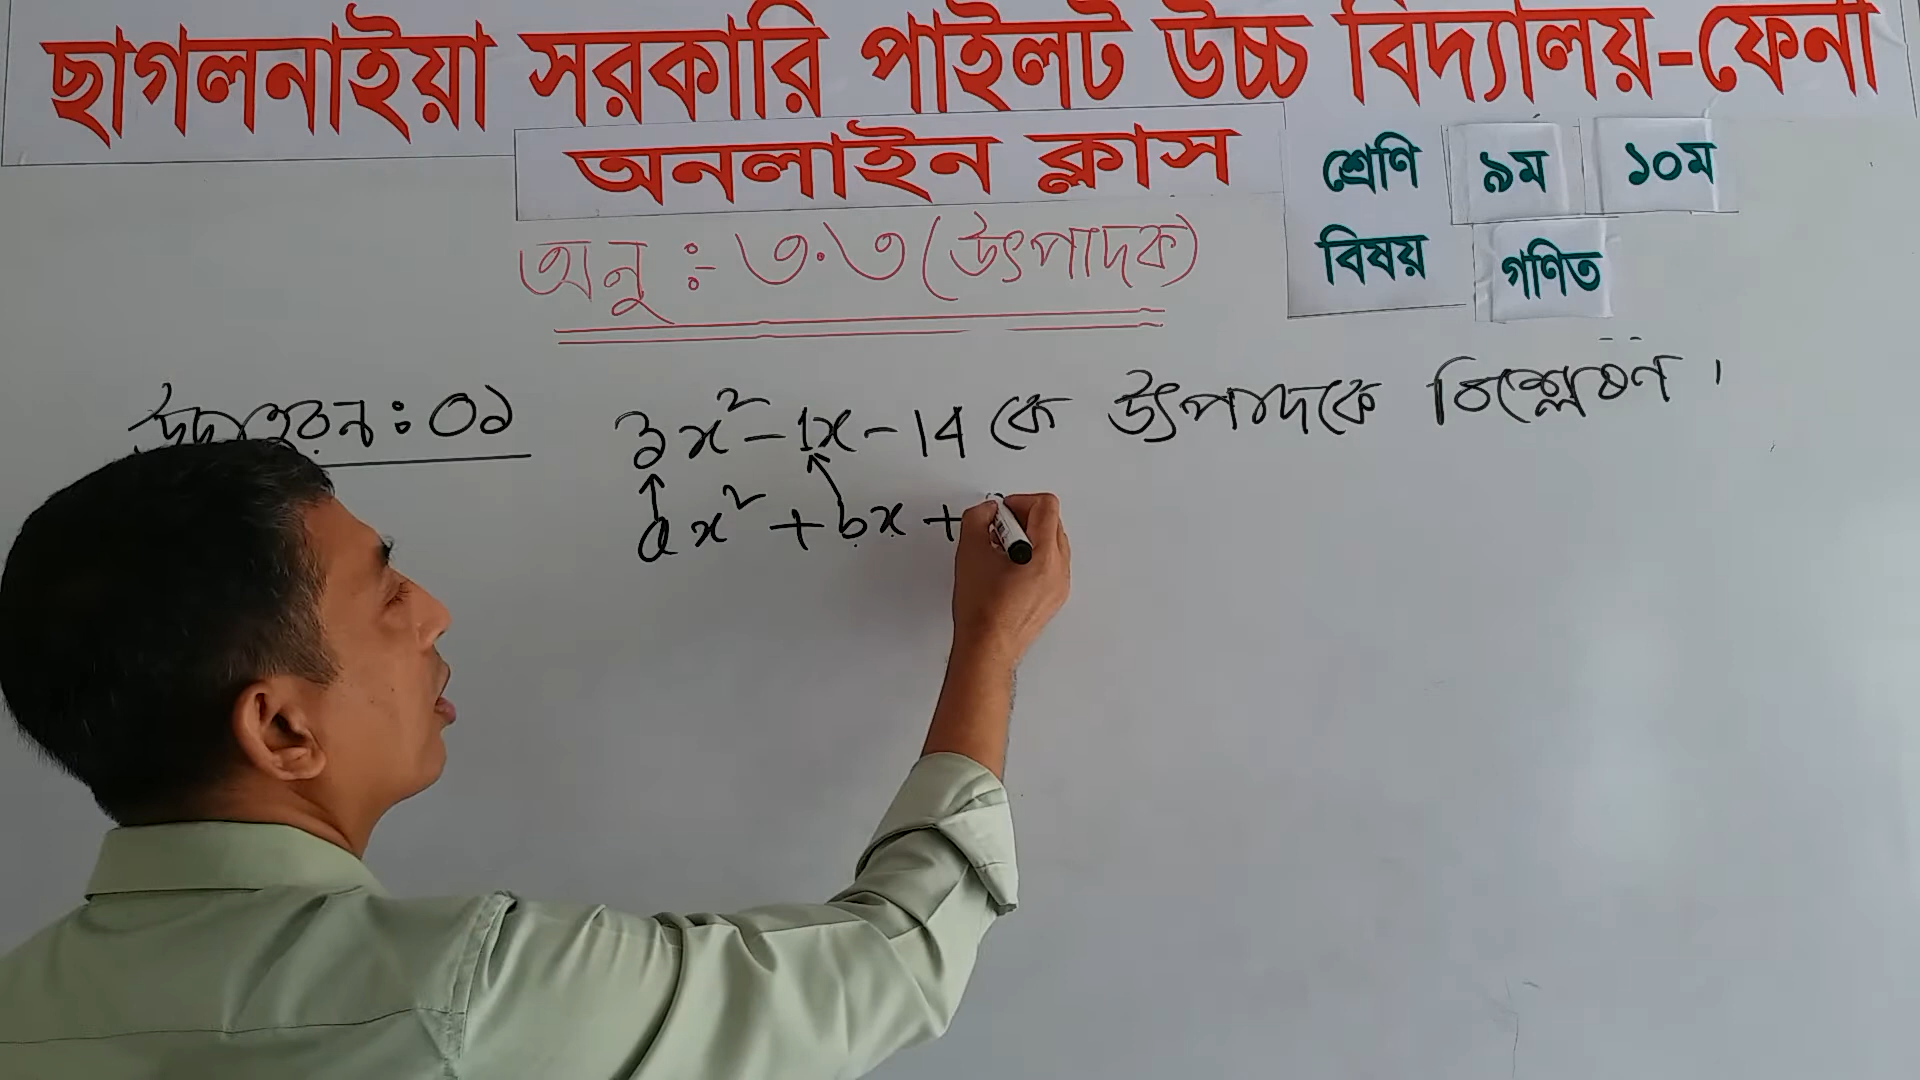 ছাগলনাইয়া সরকারি পাইলট উচ্চ বিদ্যালয়-ফেনী
অনলাইন ক্লাস
শ্রেণি ৯ম ১০ম
বিষয় গণিত
অনু :- ৩.৩ (উৎপাদক)
উদাহরন : ০১ 3x² - 1x - 14 কে উৎপাদকে বিশ্লেষণ ।
ax² + bx +